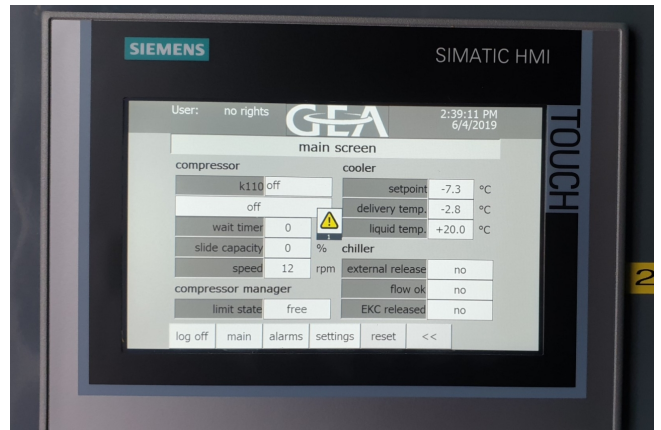 SIEMENS
SIMATIC HMI
TOUCH
User: no rights
GEA
2:39:11 PM
6/4/2019
main screen
compressor
k110 off
off
wait timer 0
slide capacity 0 %
speed 12 rpm
compressor manager
limit state free
1
cooler
setpoint -7.3 °C
delivery temp. -2.8 °C
liquid temp. +20.0 °C
chiller
external release no
flow ok no
EKC released no
log off main alarms settings reset <<
2